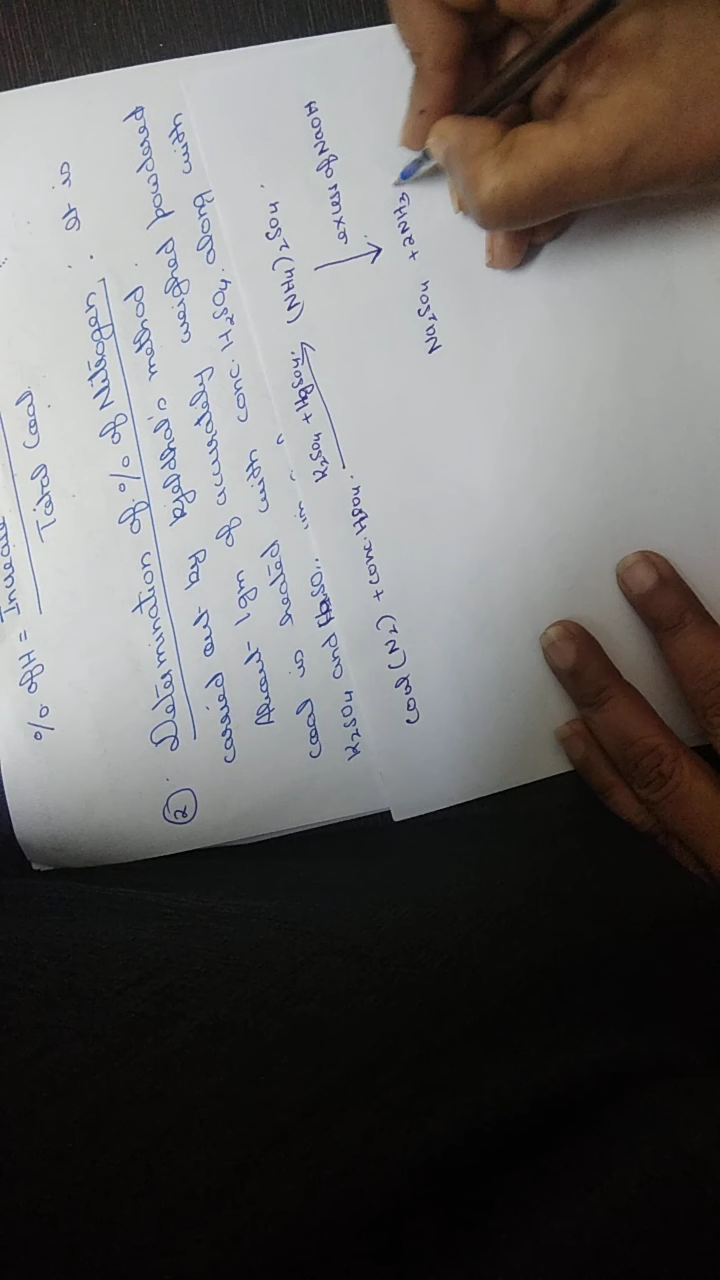 % of H =
Total Coal.
② Determination of % of Nitrogen. It is
carried out by Kjeldhal's method.
About 1gm of accurately weighed powdered
coal is heated with conc. H2SO4 along with
K2SO4 and HgSO4 in a
Coal (N2) + conc. H2SO4. K2SO4 + HgSO4 (NH4)2SO4.
excess of NaOH
Na2SO4 + 2NH3